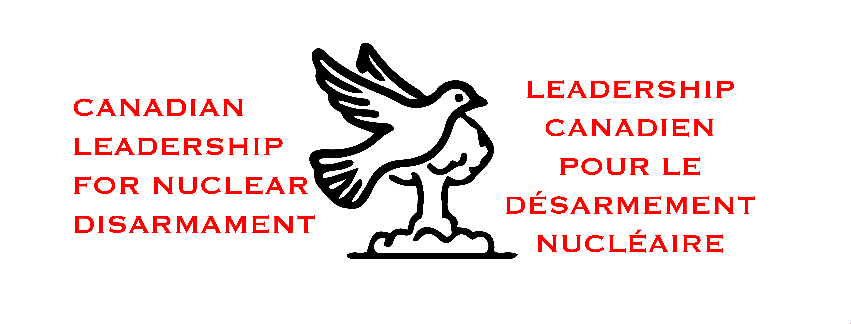 CANADIAN
LEADERSHIP
FOR NUCLEAR
DISARMAMENT
LEADERSHIP
CANADIEN
POUR LE
DÉSARMEMENT
NUCLÉAIRE